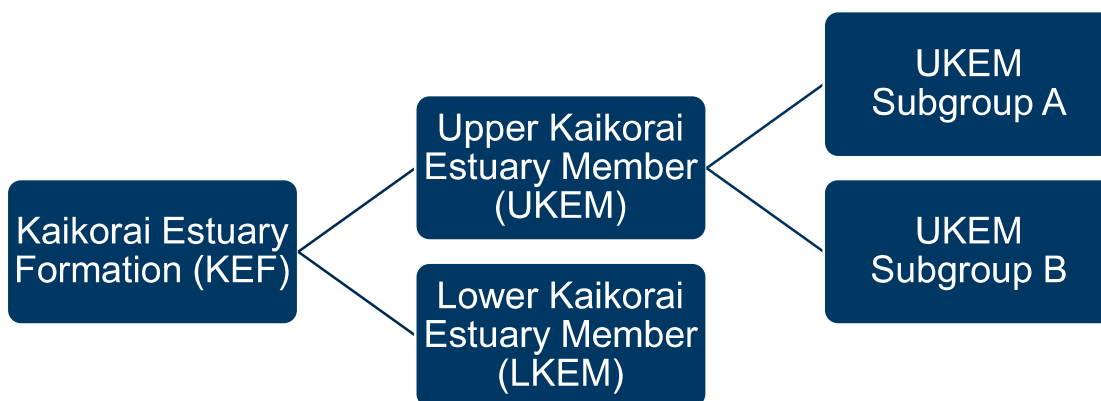 Kaikorai Estuary
Formation (KEF)
Upper Kaikorai
Estuary Member
(UKEM)
Lower Kaikorai
Estuary Member
(LKEM)
UKEM
Subgroup A
UKEM
Subgroup B